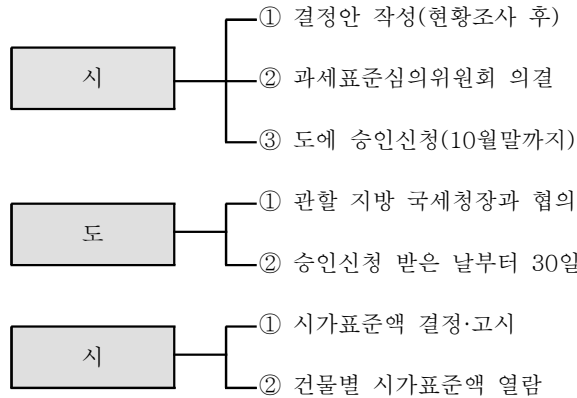 시
① 결정안 작성(현황조사 후)
② 과세표준심의위원회 의결
③ 도에 승인신청(10월말까지)
도
① 관할 지방 국세청장과 협의
② 승인신청 받은 날부터 30일
시
① 시가표준액 결정·고시
② 건물별 시가표준액 열람